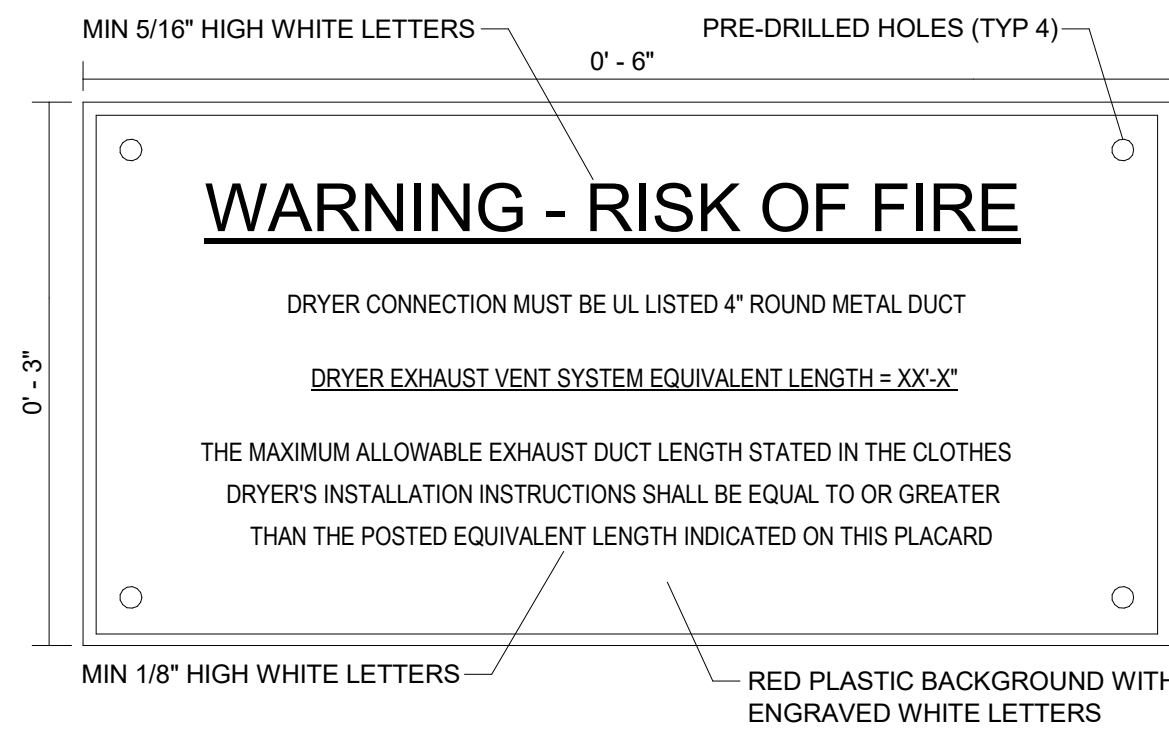 MIN 5/16" HIGH WHITE LETTERS
PRE-DRILLED HOLES (TYP 4)
0' - 6"
WARNING - RISK OF FIRE
DRYER CONNECTION MUST BE UL LISTED 4" ROUND METAL DUCT
DRYER EXHAUST VENT SYSTEM EQUIVALENT LENGTH = XX'-X"
0' - 3"
THE MAXIMUM ALLOWABLE EXHAUST DUCT LENGTH STATED IN THE CLOTHES
DRYER'S INSTALLATION INSTRUCTIONS SHALL BE EQUAL TO OR GREATER
THAN THE POSTED EQUIVALENT LENGTH INDICATED ON THIS PLACARD
MIN 1/8" HIGH WHITE LETTERS
RED PLASTIC BACKGROUND WITH
ENGRAVED WHITE LETTERS